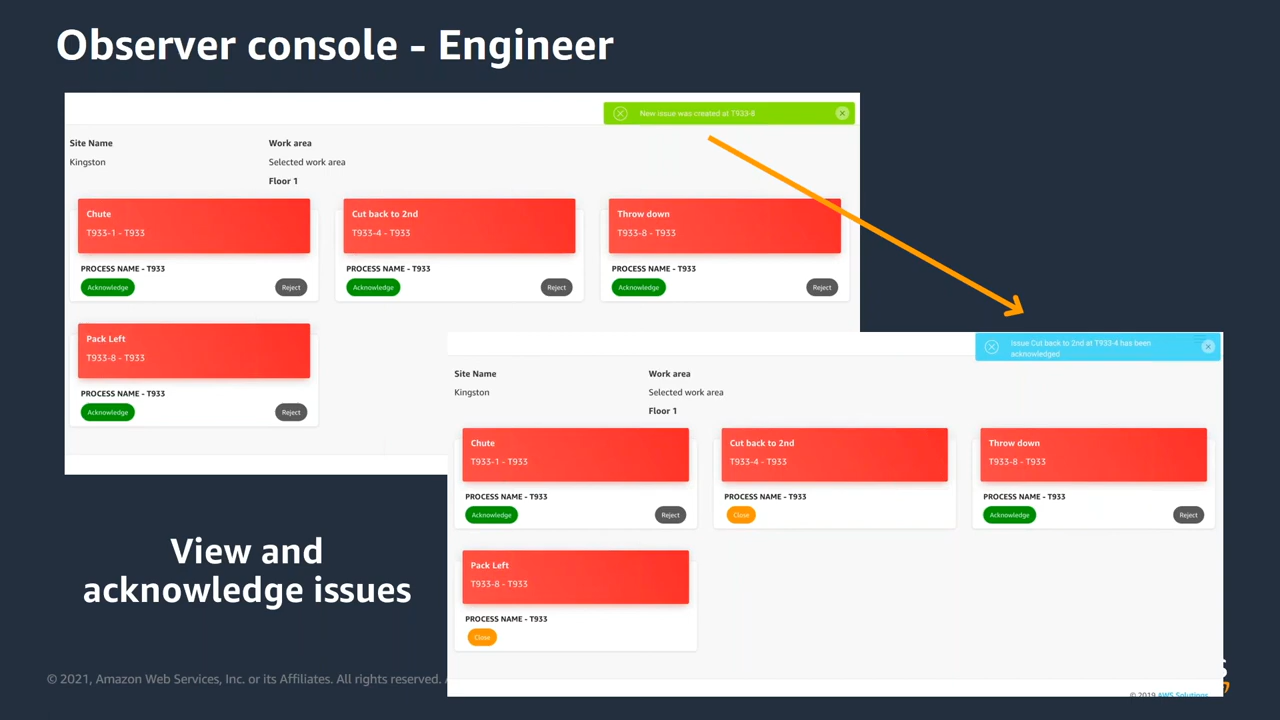 Observer console - Engineer
New issue was created at T933-8
Site Name
Work area
Kingston
Selected work area
Floor 1
Chute
T933-1 - T933
PROCESS NAME - T933
Acknowledge
Reject
Cut back to 2nd
T933-4 - T933
PROCESS NAME - T933
Acknowledge
Reject
Throw down
T933-8 - T933
PROCESS NAME - T933
Acknowledge
Reject
Pack Left
T933-8 - T933
PROCESS NAME - T933
Acknowledge
Reject
Issue Cut back to 2nd at T933-4 has been
acknowledged
Site Name
Work area
Kingston
Selected work area
Floor 1
Chute
T933-1 - T933
PROCESS NAME - T933
Acknowledge
Reject
Cut back to 2nd
T933-4 - T933
PROCESS NAME - T933
Close
Throw down
T933-8 - T933
PROCESS NAME - T933
Acknowledge
Reject
Pack Left
T933-8 - T933
PROCESS NAME - T933
Close
View and
acknowledge issues
© 2021, Amazon Web Services, Inc. or its Affiliates. All rights reserved.
© 2019 AWS Solutions